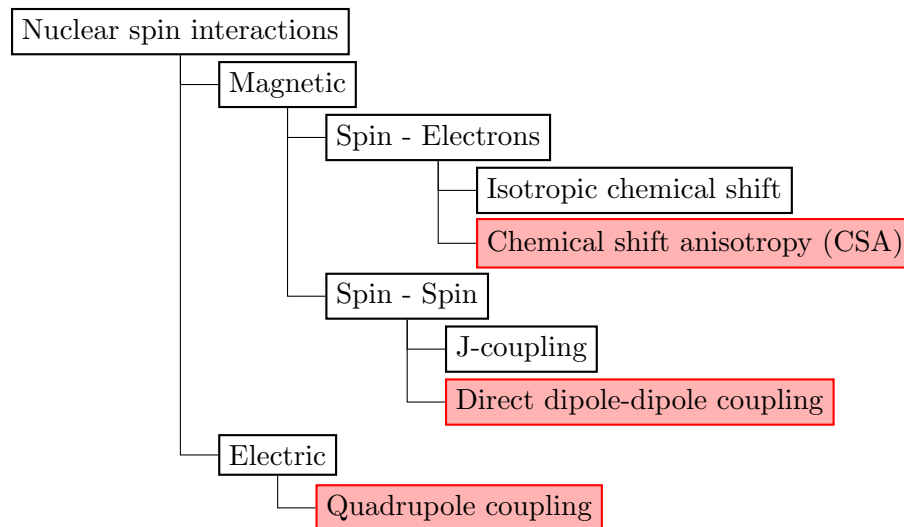 Nuclear spin interactions
Magnetic
Spin - Electrons
Isotropic chemical shift
Chemical shift anisotropy (CSA)
Spin - Spin
J-coupling
Direct dipole-dipole coupling
Electric
Quadrupole coupling